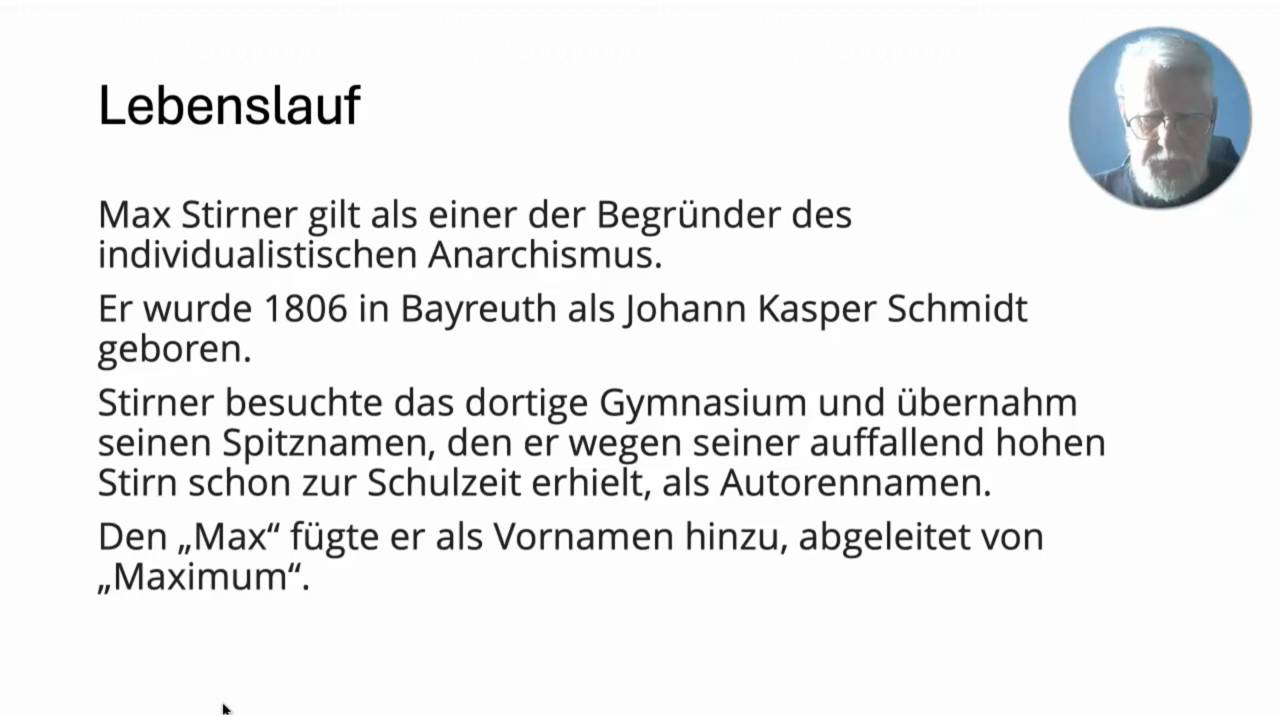 Lebenslauf
Max Stirner gilt als einer der Begründer des
individualistischen Anarchismus.
Er wurde 1806 in Bayreuth als Johann Kasper Schmidt
geboren.
Stirner besuchte das dortige Gymnasium und übernahm
seinen Spitznamen, den er wegen seiner auffallend hohen
Stirn schon zur Schulzeit erhielt, als Autorennamen.
Den „Max“ fügte er als Vornamen hinzu, abgeleitet von
„Maximum“.